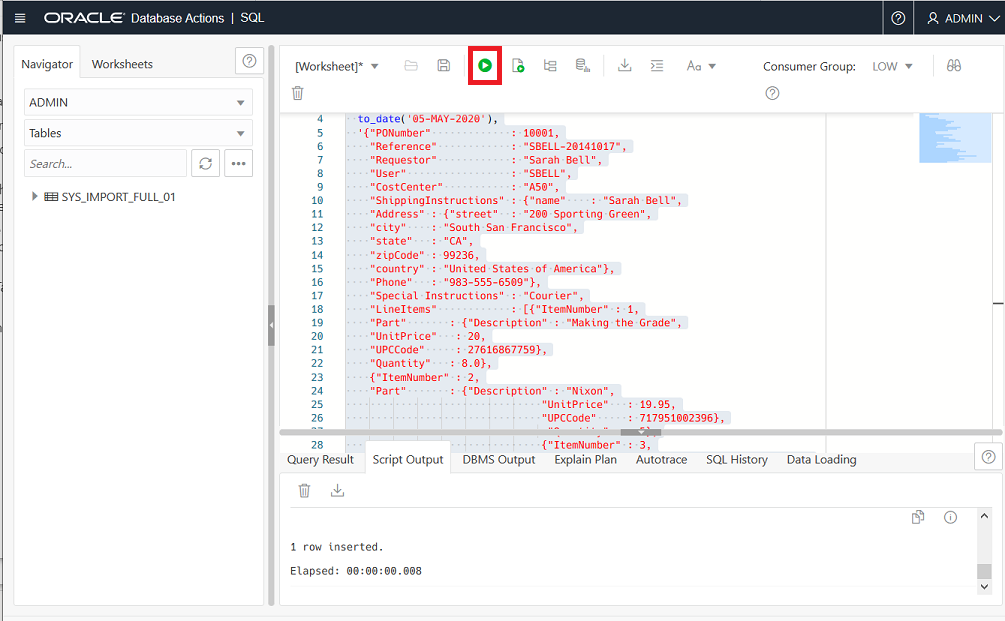 ORACLE Database Actions | SQL
ADMIN
Navigator
Worksheets
ADMIN
Tables
Search...
SYS_IMPORT_FULL_01
[Worksheet]*
Aa
Consumer Group:
LOW
4 to_date('05-MAY-2020'),
5 '{"PONumber" : 10001,
6 "Reference" : "SBELL-20141017",
7 "Requestor" : "Sarah Bell",
8 "User" : "SBELL",
9 "CostCenter" : "A50",
10 "ShippingInstructions" : {"name" : "Sarah Bell",
11 "Address" : {"street" : "200 Sporting Green",
12 "city" : "South San Francisco",
13 "state" : "CA",
14 "zipCode" : 99236,
15 "country" : "United States of America"},
16 "Phone" : "983-555-6509"},
17 "Special Instructions" : "Courier",
18 "LineItems" : [{"ItemNumber" : 1,
19 "Part" : {"Description" : "Making the Grade",
20 "UnitPrice" : 20,
21 "UPCCode" : 27616867759},
22 "Quantity" : 8.0},
23 {"ItemNumber" : 2,
24 "Part" : {"Description" : "Nixon",
25 "UnitPrice" : 19.95,
26 "UPCCode" : 717951002396},
28 {"ItemNumber" : 3,
Query Result
Script Output
DBMS Output
Explain Plan
Autotrace
SQL History
Data Loading
1 row inserted.
Elapsed: 00:00:00.008